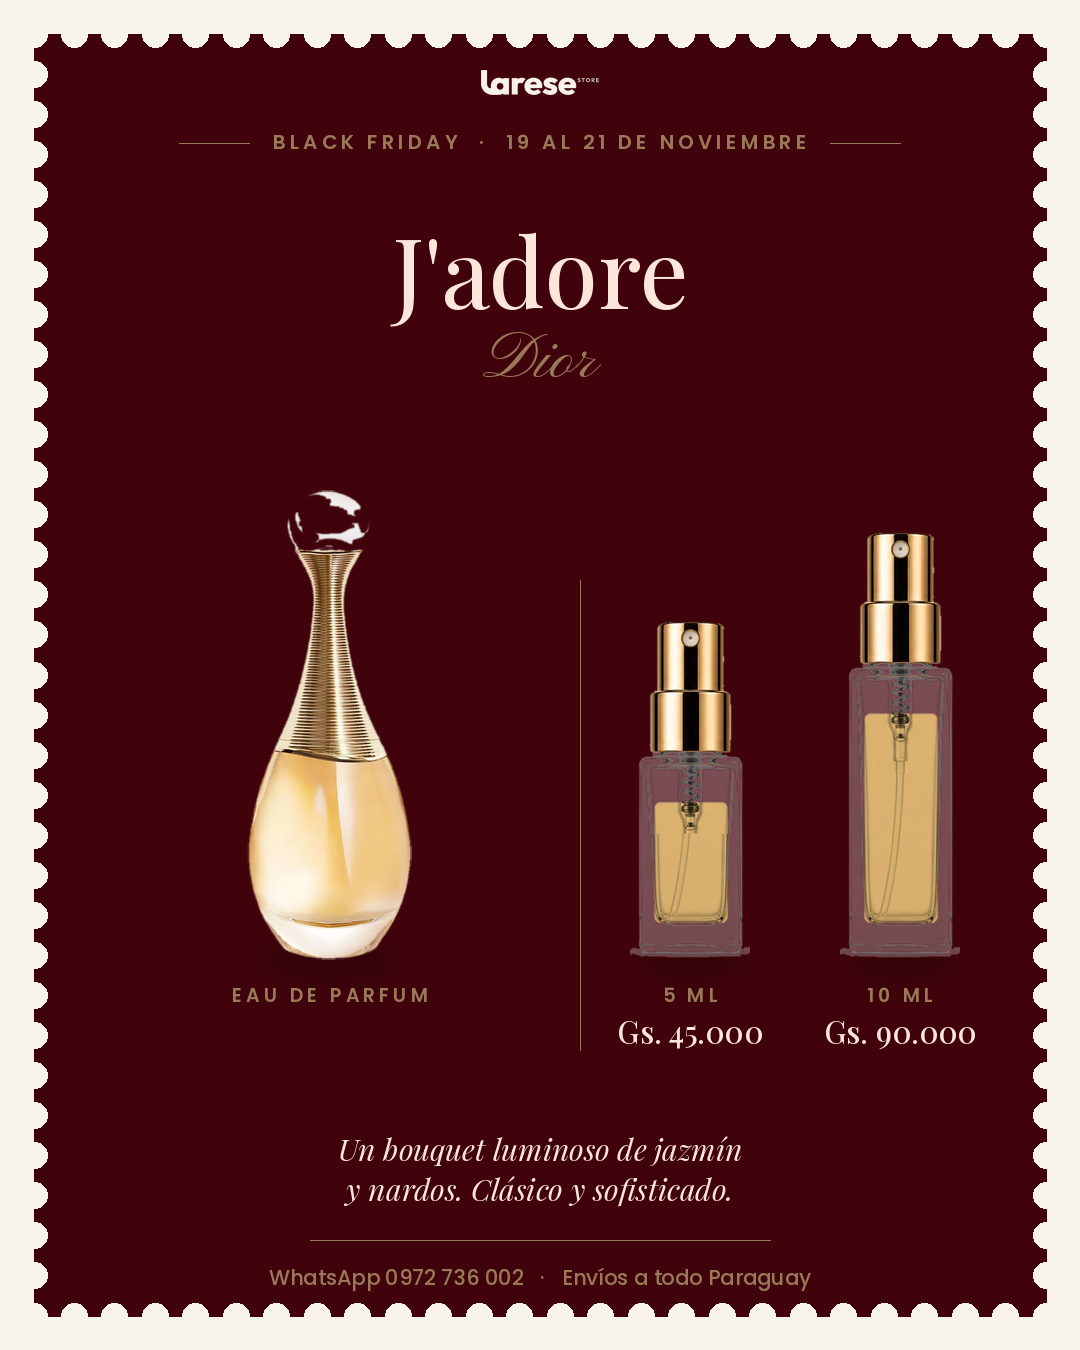 Larese STORE
BLACK FRIDAY · 19 AL 21 DE NOVIEMBRE
J'adore
Dior
EAU DE PARFUM
5 ML
Gs. 45.000
10 ML
Gs. 90.000
Un bouquet luminoso de jazmín
y nardos. Clásico y sofisticado.
WhatsApp 0972 736 002 · Envíos a todo Paraguay